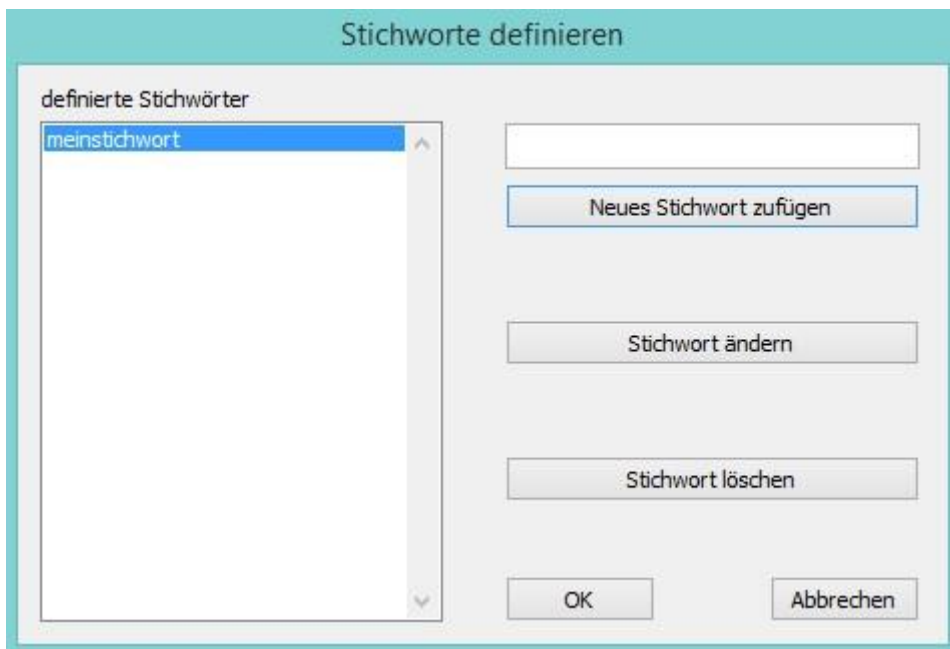 Stichworte definieren
definierte Stichwörter
meinstichwort
Neues Stichwort zufügen
Stichwort ändern
Stichwort löschen
OK
Abbrechen